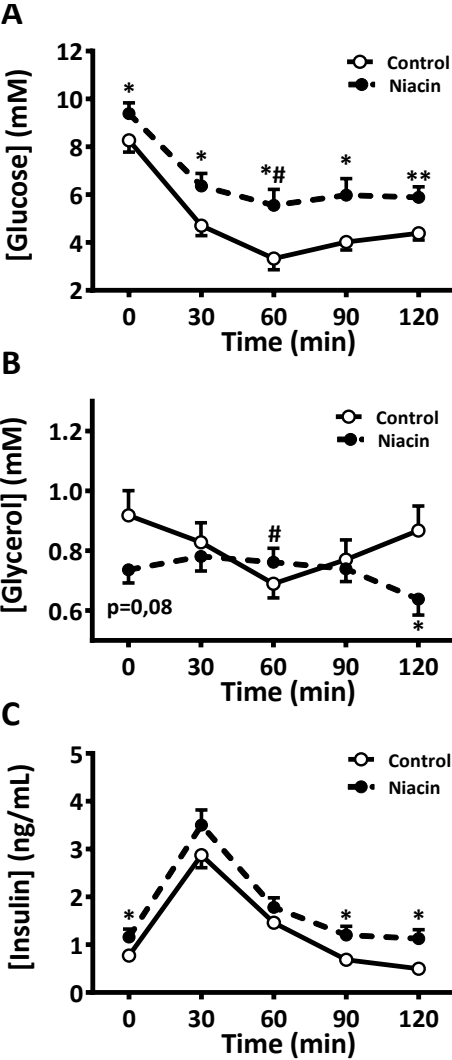 A
[Glucose] (mM)
12
10
8
6
4
2
Control
Niacin
*
*
*#
*
**
0 30 60 90 120
Time (min)
B
[Glycerol] (mM)
1.2
1.0
0.8
0.6
Control
Niacin
#
p=0,08
*
0 30 60 90 120
Time (min)
C
[Insulin] (ng/mL)
5
4
3
2
1
0
Control
Niacin
*
*
*
0 30 60 90 120
Time (min)